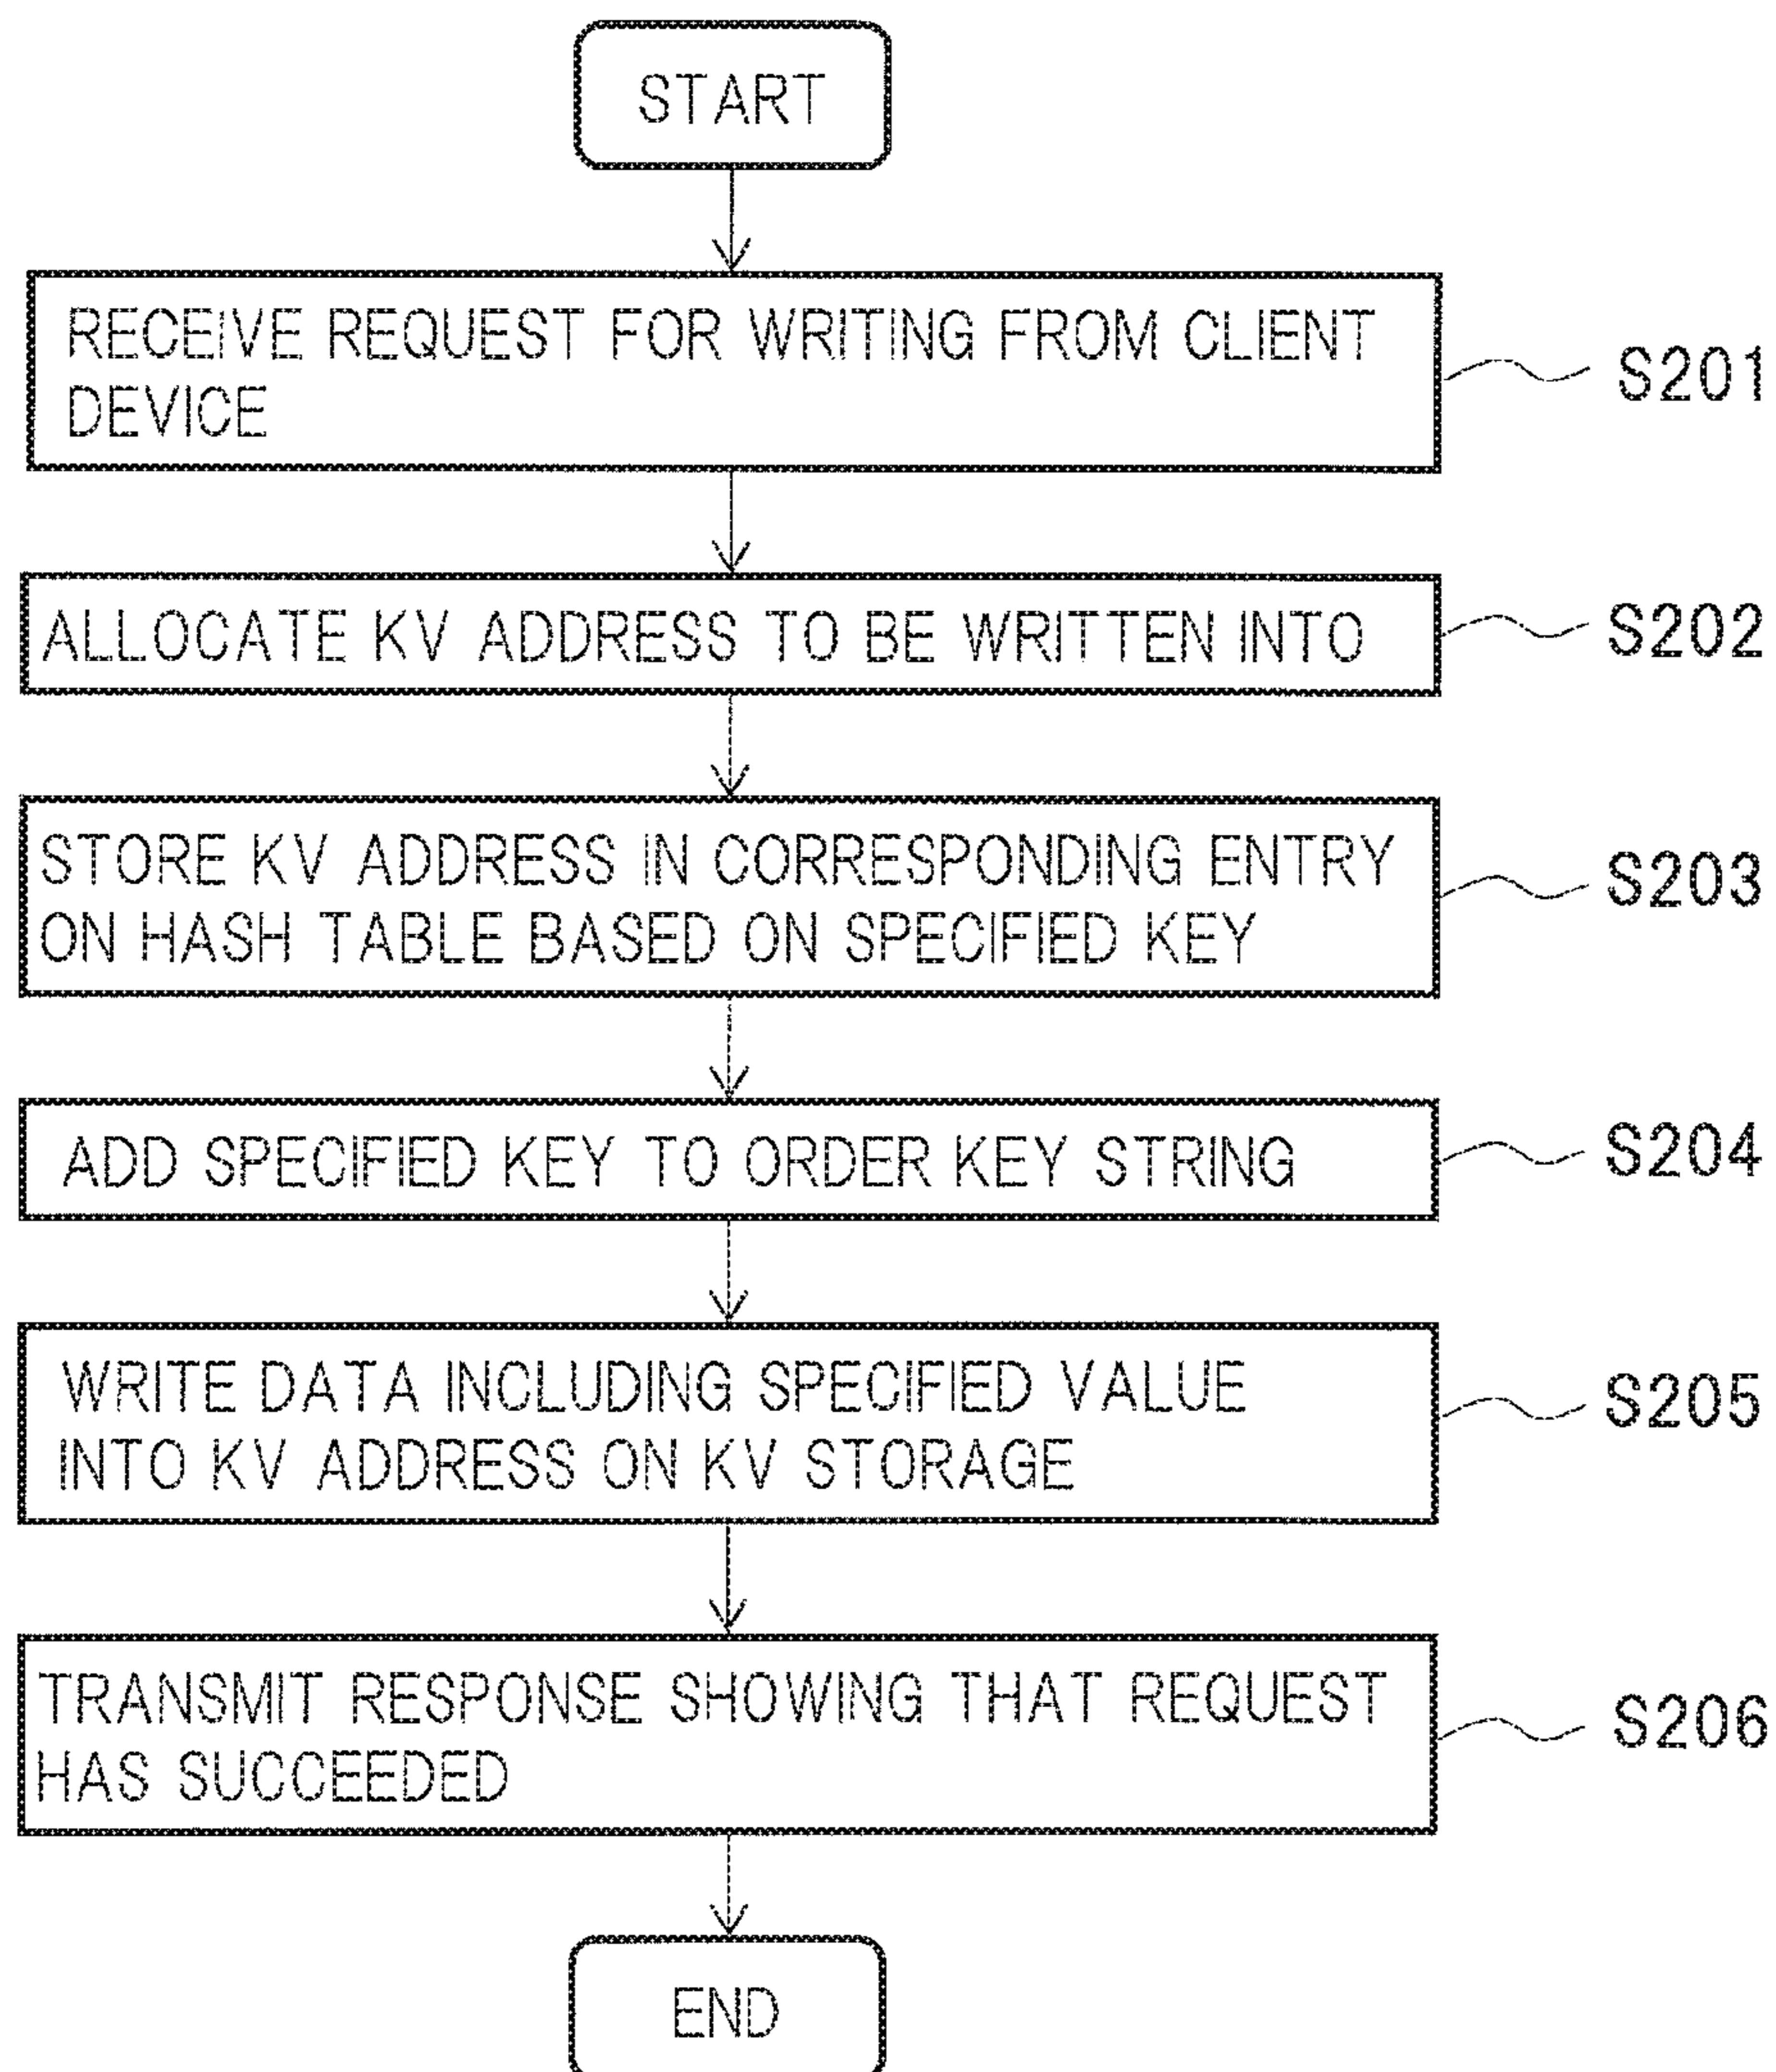 START
RECEIVE REQUEST FOR WRITING FROM CLIENT
DEVICE
S201
ALLOCATE KV ADDRESS TO BE WRITTEN INTO
S202
STORE KV ADDRESS IN CORRESPONDING ENTRY
ON HASH TABLE BASED ON SPECIFIED KEY
S203
ADD SPECIFIED KEY TO ORDER KEY STRING
S204
WRITE DATA INCLUDING SPECIFIED VALUE
INTO KV ADDRESS ON KV STORAGE
S205
TRANSMIT RESPONSE SHOWING THAT REQUEST
HAS SUCCEEDED
S206
END